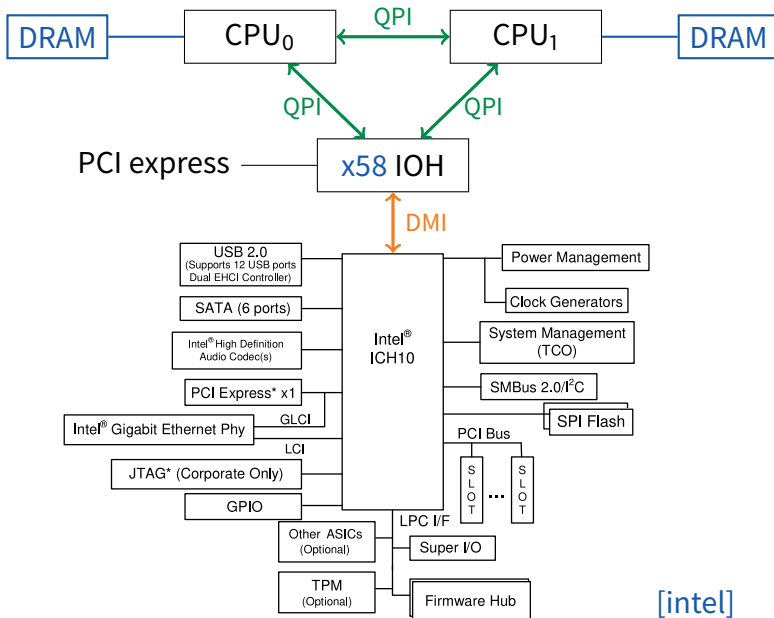 QPI
DRAM
CPU0
CPU1
DRAM
QPI
QPI
PCI express
x58 IOH
DMI
USB 2.0
(Supports 12 USB ports
Dual EHCI Controller)
Power Management
SATA (6 ports)
Clock Generators
Intel® High Definition
Audio Codec(s)
Intel®
ICH10
System Management
(TCO)
PCI Express* x1
SMBus 2.0/I²C
GLCI
SPI Flash
Intel® Gigabit Ethernet Phy
PCI Bus
LCI
JTAG* (Corporate Only)
SLOT
...
SLOT
GPIO
LPC I/F
Other ASICs
(Optional)
Super I/O
TPM
(Optional)
Firmware Hub
[intel]